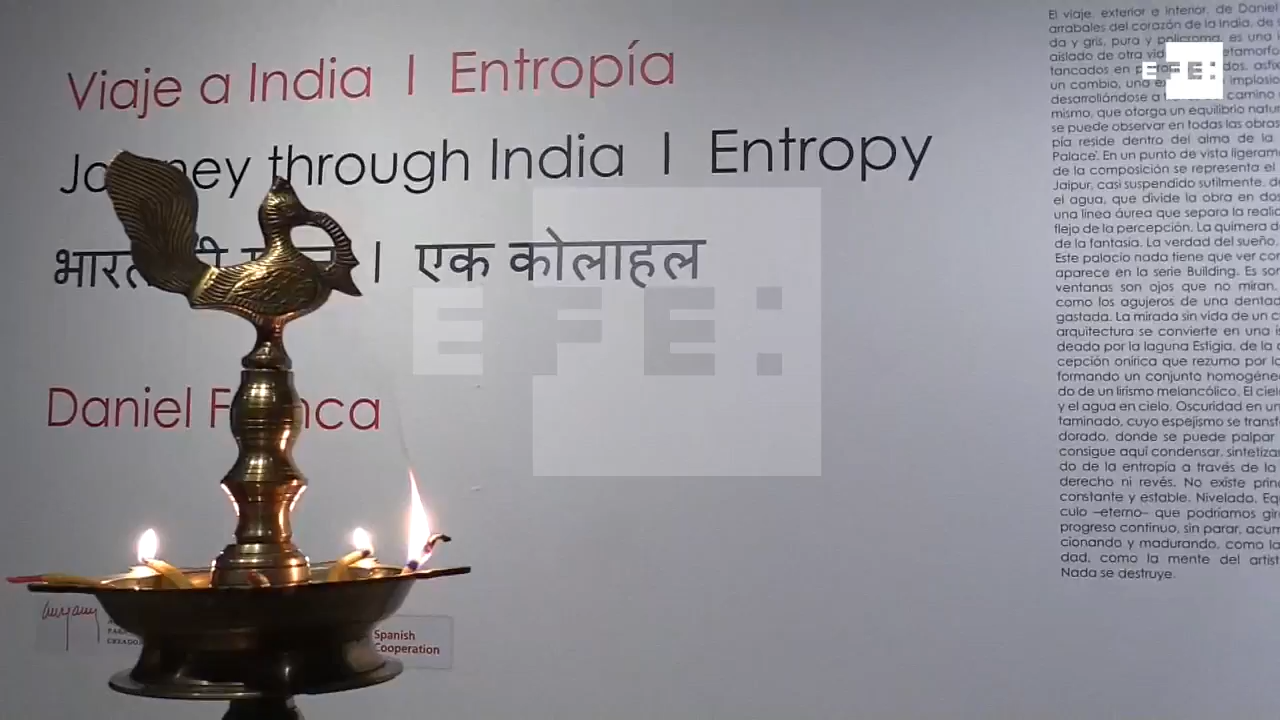 Viaje a India | Entropía
through India | Entropy
| एक कोलाहल
Daniel
Spanish
Cooperation
EFE:
EFE:
El viaje, exterior e interior, de Daniel
arrabales del corazón de la India, de
da y gris, pura y policroma, es una
aislado de otra
tancados en
un cambio, una implosió
desarrollándose a camino
mismo, que otorga un equilibrio natur
se puede observar en todas las obras
pía reside dentro del alma de la
Palace'. En un punto de vista ligeram
de la composición se representa el
Jaipur, casi suspendido sutilmente, d
el agua, que divide la obra en dos
una línea áurea que separa la realid
flejo de la percepción. La quimera d
de la fantasía. La verdad del sueño.
Este palacio nada tiene que ver con
aparece en la serie Building. Es son
ventanas son ojos que no miran.
como los agujeros de una dentad
gastada. La mirada sin vida de un c
arquitectura se convierte en una i
deada por la laguna Estigia, de la
cepción onírica que rezuma por l
formando un conjunto homogéne
do de un lirismo melancólico. El ciel
y el agua en cielo. Oscuridad en un
taminado, cuyo espejismo se transf
dorado, donde se puede palpar
consigue aquí condensar, sintetiza
do de la entropía a través de la
derecho ni revés. No existe princ
constante y estable. Nivelado. Eq
culo –eterno– que podríamos gir
progreso continuo, sin parar, acum
cionando y madurando, como la
dad, como la mente del artist
Nada se destruye.